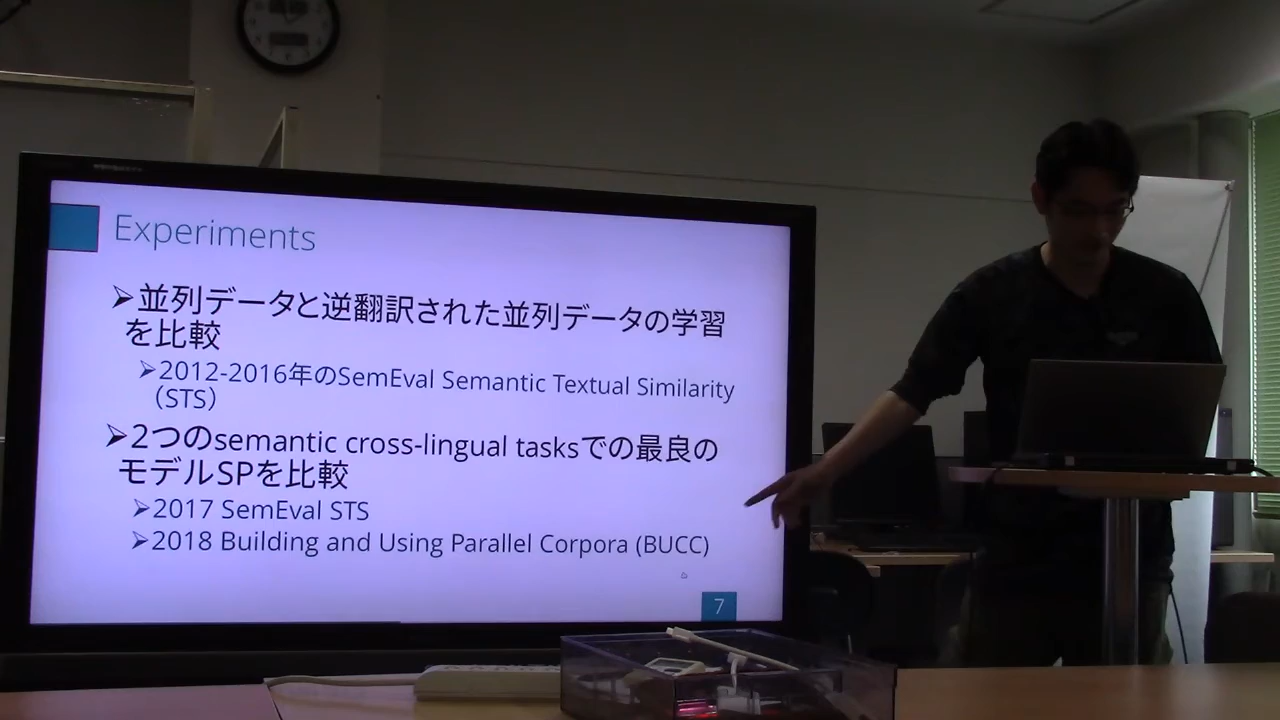 Experiments
➢並列データと逆翻訳された並列データの学習
を比較
➢2012-2016年のSemEval Semantic Textual Similarity
（STS）
➢2つのsemantic cross-lingual tasksでの最良の
モデルSPを比較
➢2017 SemEval STS
➢2018 Building and Using Parallel Corpora (BUCC)
7